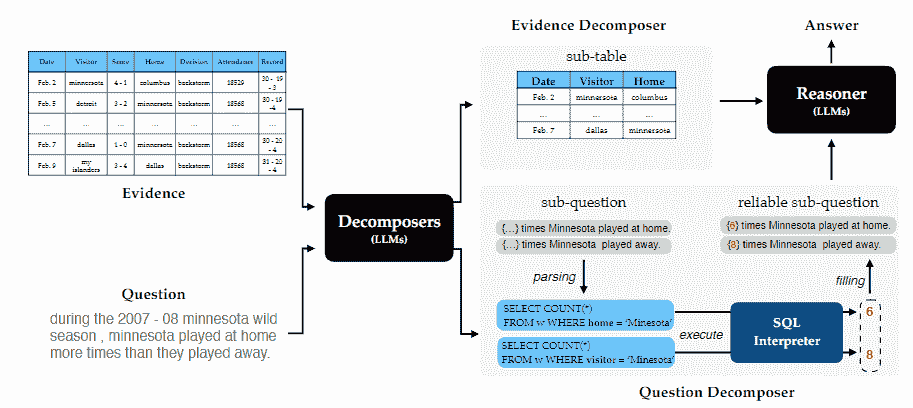 Evidence Decomposer
Answer
sub-table
Date Visitor Score Home Decision Attendance Record
Feb. 2 minnesota 4 - 1 columbus backstorm 18529 30 - 19 - 3
Feb. 5 detroit 3 - 2 minnesota backstorm 18568 30 - 19 - 4
... ... ... ... ... ... ...
Feb. 7 dallas 1 - 0 minnesota backstorm 18568 30 - 20 - 4
Feb. 9 my islanders 3 - 4 dallas backstorm 18568 31 - 20 - 4
Evidence
Date Visitor Home
Feb. 2 minnersota columbus
... ... ...
Feb. 7 dallas minnersota
Reasoner
(LLMs)
Decomposers
(LLMs)
Question
during the 2007 - 08 minnesota wild
season , minnesota played at home
more times than they played away.
sub-question
{...} times Minnesota played at home.
{...} times Minnesota played away.
parsing
reliable sub-question
{6} times Minnesota played at home.
{8} times Minnesota played away.
filling
SELECT COUNT(*)
FROM w WHERE home = 'Minesota'
SELECT COUNT(*)
FROM w WHERE visitor = 'Minesota'
execute
SQL
Interpreter
6
8
Question Decomposer